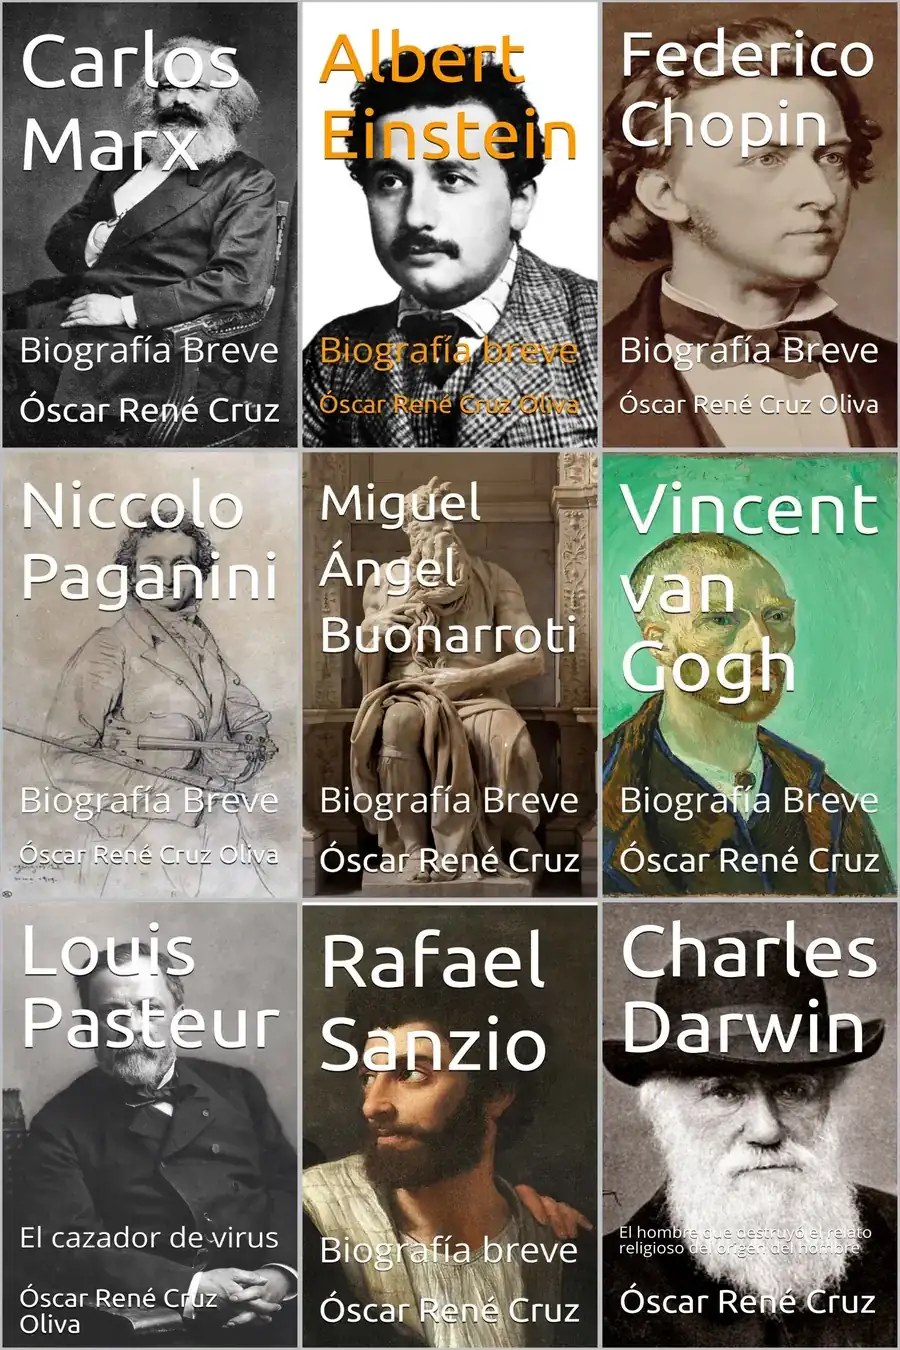 Carlos
Marx
Biografía Breve
Óscar René Cruz
Albert
Einstein
Biografía breve
Óscar René Cruz Oliva
Federico
Chopin
Biografía Breve
Óscar René Cruz Oliva
Niccolo
Paganini
Biografía Breve
Óscar René Cruz Oliva
Miguel
Ángel
Buonarroti
Biografía Breve
Óscar René Cruz
Vincent
van
Gogh
Biografía Breve
Óscar René Cruz
Louis
Pasteur
El cazador de virus
Óscar René Cruz
Oliva
Rafael
Sanzio
Biografía breve
Óscar René Cruz
Charles
Darwin
El hombre que destruyó el relato
religioso del origen del hombre
Óscar René Cruz